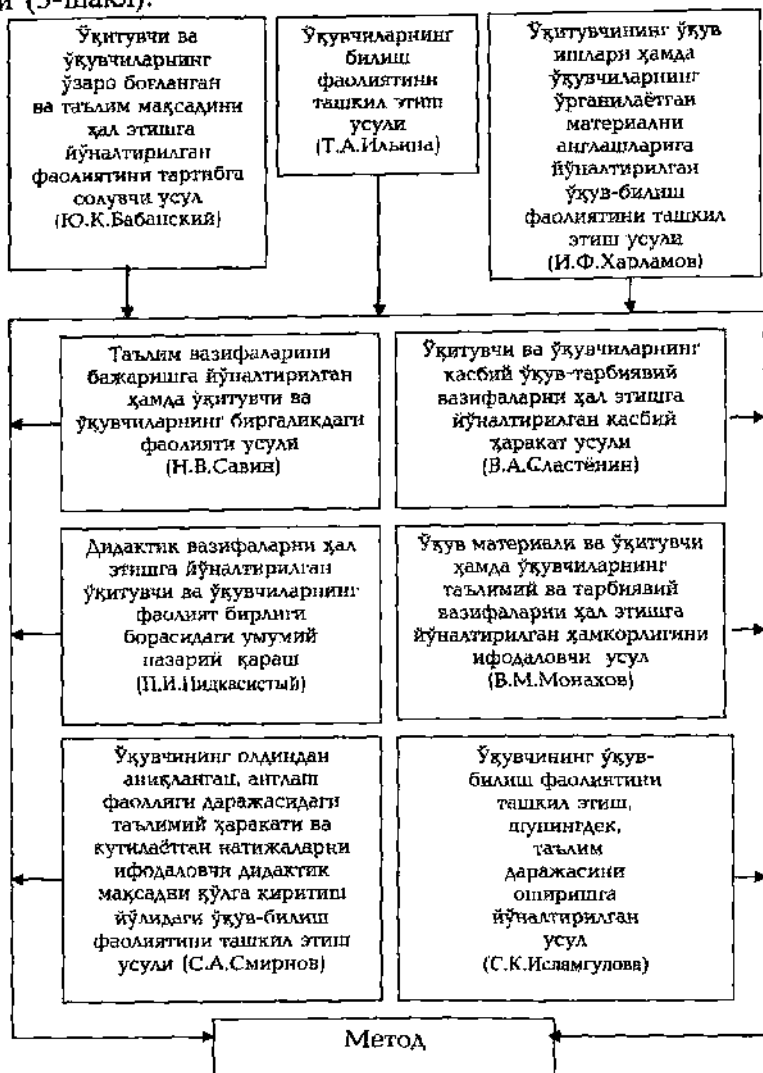 и (3-шакл).
Ўқитувчи ва
ўқувчиларнинг
ўзаро боғланган
ва таълим мақсадини
ҳал этишга
йўналтирилган
фаолиятини тартибга
солувчи усул
(Ю.К.Бабанский)
Ўқувчиларнинг
билиш
фаолиятини
ташкил этиш
усули
(Т.А.Ильина)
Ўқитувчининг ўқув
ишлари ҳамда
ўқувчиларнинг
ўрганилаётган
материални
англашларига
йўналтирилган
ўқув-билиш
фаолиятини ташкил
этиш усули
(И.Ф.Харламов)
Таълим вазифаларини
бажаришга йўналтирилган
ҳамда ўқитувчи ва
ўқувчиларнинг биргаликдаги
фаолияти усули
(Н.В.Савин)
Ўқитувчи ва ўқувчиларнинг
касбий ўқув-тарбиявий
вазифаларни ҳал этишга
йўналтирилган касбий
ҳаракат усули
(В.А.Сластёнин)
Дидактик вазифаларни ҳал
этишга йўналтирилган
ўқитувчи ва ўқувчиларнинг
фаолият бирлиги
борасидаги умумий
назарий қараш
(П.И.Пидкасистый)
Ўқув материали ва ўқитувчи
ҳамда ўқувчиларнинг
таълимий ва тарбиявий
вазифаларни ҳал этишга
йўналтирилган ҳамкорлигини
ифодаловчи усул
(В.М.Монахов)
Ўқувчининг олдиндан
аниқланган, англаш
фаоллиги даражасидаги
таълимий ҳаракати ва
кутилаётган натижаларни
ифодаловчи дидактик
мақсадни қўлга киритиш
йўлидаги ўқув-билиш
фаолиятини ташкил этиш
усули (С.А.Смирнов)
Ўқувчининг ўқув-
билиш фаолиятини
ташкил этиш,
шунингдек,
таълим
даражасини
оширишга
йўналтирилган
усул
(С.К.Исламгулова)
Метод